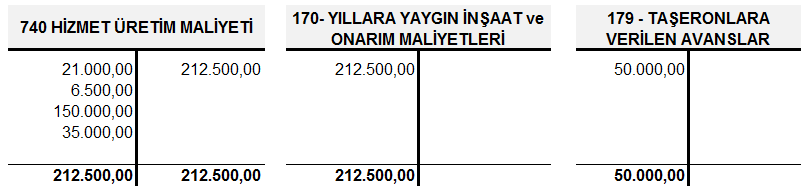 740 HİZMET ÜRETİM MALİYETİ
21.000,00 212.500,00
6.500,00
150.000,00
35.000,00
212.500,00 212.500,00
170- YILLARA YAYGIN İNŞAAT ve
ONARIM MALİYETLERİ
212.500,00
212.500,00
179 - TAŞERONLARA
VERİLEN AVANSLAR
50.000,00
50.000,00